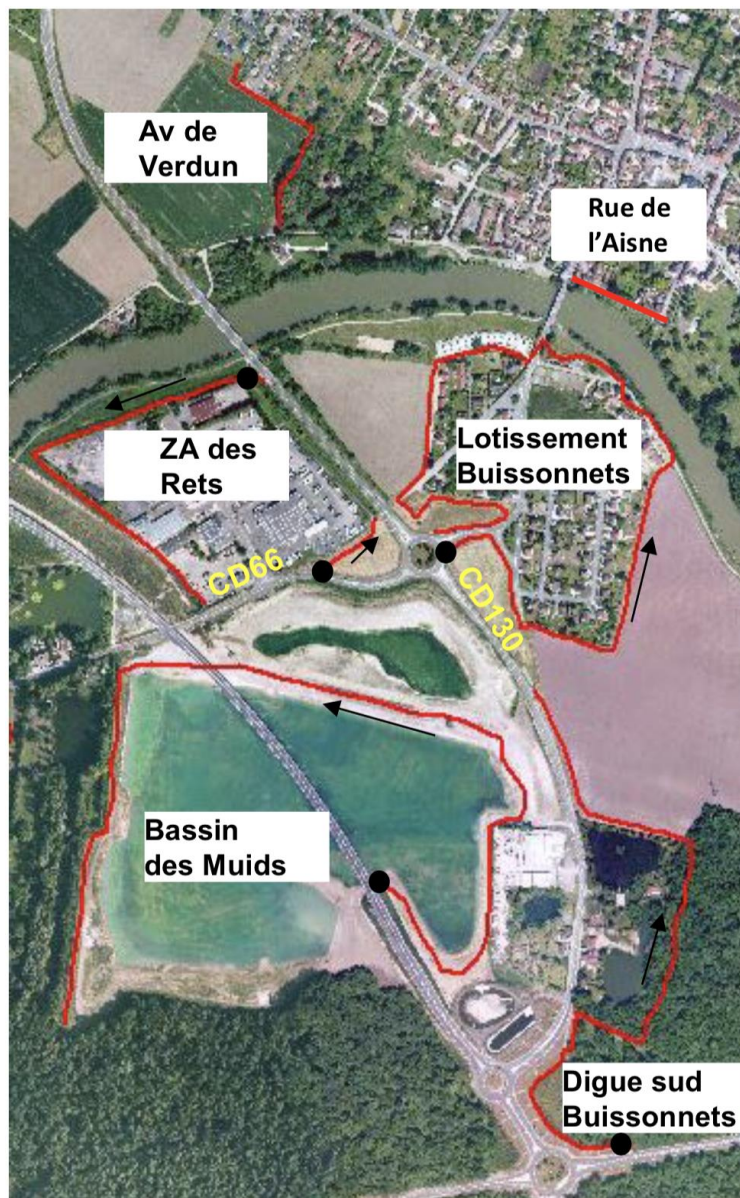 Av de
Verdun
Rue de
l'Aisne
Lotissement
Buissonnets
ZA des
Rets
CD66
CD130
Bassin
des Muids
Digue sud
Buissonnets